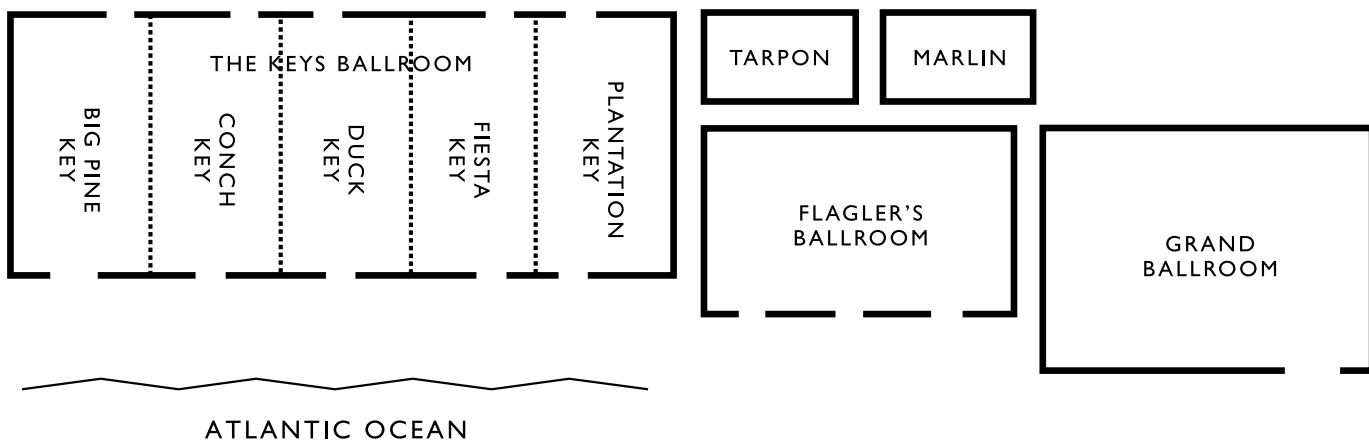 THE KEYS BALLROOM
BIG PINE
KEY
CONCH
KEY
DUCK
KEY
FIESTA
KEY
PLANTATION
KEY
TARPON
MARLIN
FLAGLER'S
BALLROOM
GRAND
BALLROOM
ATLANTIC OCEAN